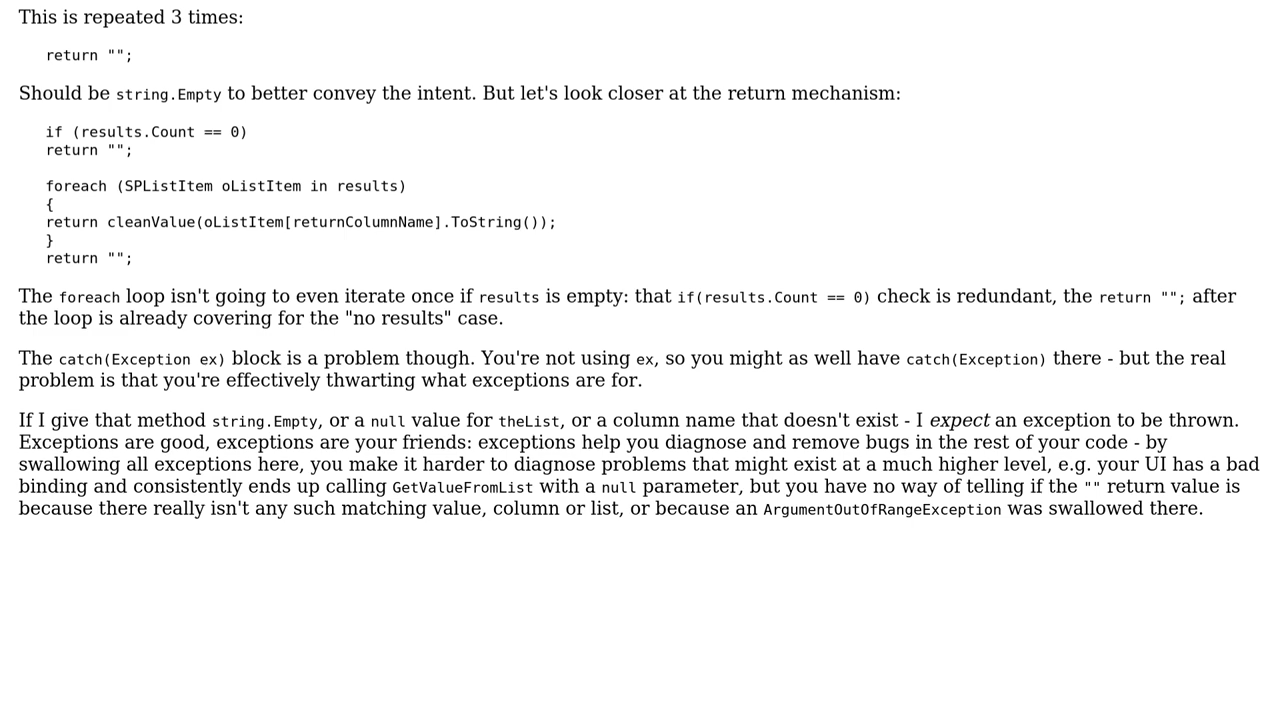 This is repeated 3 times:
return "";
Should be string.Empty to better convey the intent. But let's look closer at the return mechanism:
if (results.Count == 0)
return "";
foreach (SPListItem oListItem in results)
{
return cleanValue(oListItem[returnColumnName].ToString());
}
return "";
The foreach loop isn't going to even iterate once if results is empty: that if(results.Count == 0) check is redundant, the return ""; after
the loop is already covering for the "no results" case.
The catch(Exception ex) block is a problem though. You're not using ex, so you might as well have catch(Exception) there - but the real
problem is that you're effectively thwarting what exceptions are for.
If I give that method string.Empty, or a null value for theList, or a column name that doesn't exist - I expect an exception to be thrown.
Exceptions are good, exceptions are your friends: exceptions help you diagnose and remove bugs in the rest of your code - by
swallowing all exceptions here, you make it harder to diagnose problems that might exist at a much higher level, e.g. your UI has a bad
binding and consistently ends up calling GetValueFromList with a null parameter, but you have no way of telling if the "" return value is
because there really isn't any such matching value, column or list, or because an ArgumentOutOfRangeException was swallowed there.